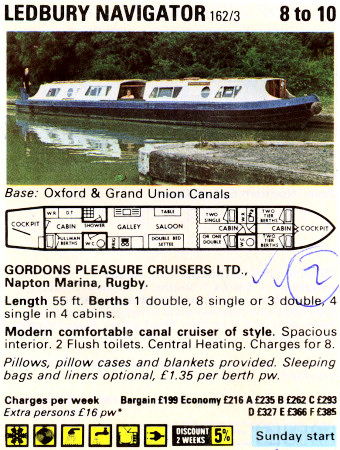 LEDBURY NAVIGATOR 162/3 8 to 10
Base: Oxford & Grand Union Canals
COCKPIT W.R. O.T. CABIN PULLMAN BERTHS SHOWER W.C. GALLEY TABLE SALOON DOUBLE BED SETTEE TWO SINGLE CABIN OR ONE DOUBLE W.R. TWO TIER BERTHS CABIN TWO TIER BERTHS COCKPIT
GORDONS PLEASURE CRUISERS LTD.,
Napton Marina, Rugby.
2
Length 55 ft. Berths 1 double, 8 single or 3 double, 4
single in 4 cabins.
Modern comfortable canal cruiser of style. Spacious
interior. 2 Flush toilets. Central Heating. Charges for 8.
Pillows, pillow cases and blankets provided. Sleeping
bags and liners optional, £1.35 per berth pw.
Charges per week Bargain £199 Economy £216 A £235 B £262 C £293
Extra persons £16 pw* D £327 E £366 F £385
DISCOUNT
2 WEEKS 5%
Sunday start